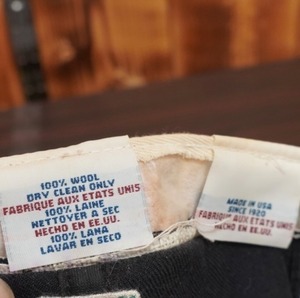 100% WOOL
DRY CLEAN ONLY
FABRIQUE AUX ETATS UNIS
100% LAINE
NETTOYER A SEC
HECHO EN EE.UU.
100% LANA
LAVAR EN SECO
MADE IN USA
SINCE 1920
FABRIQUE AUX ETATS UNIS
HECHO EN EE.UU.